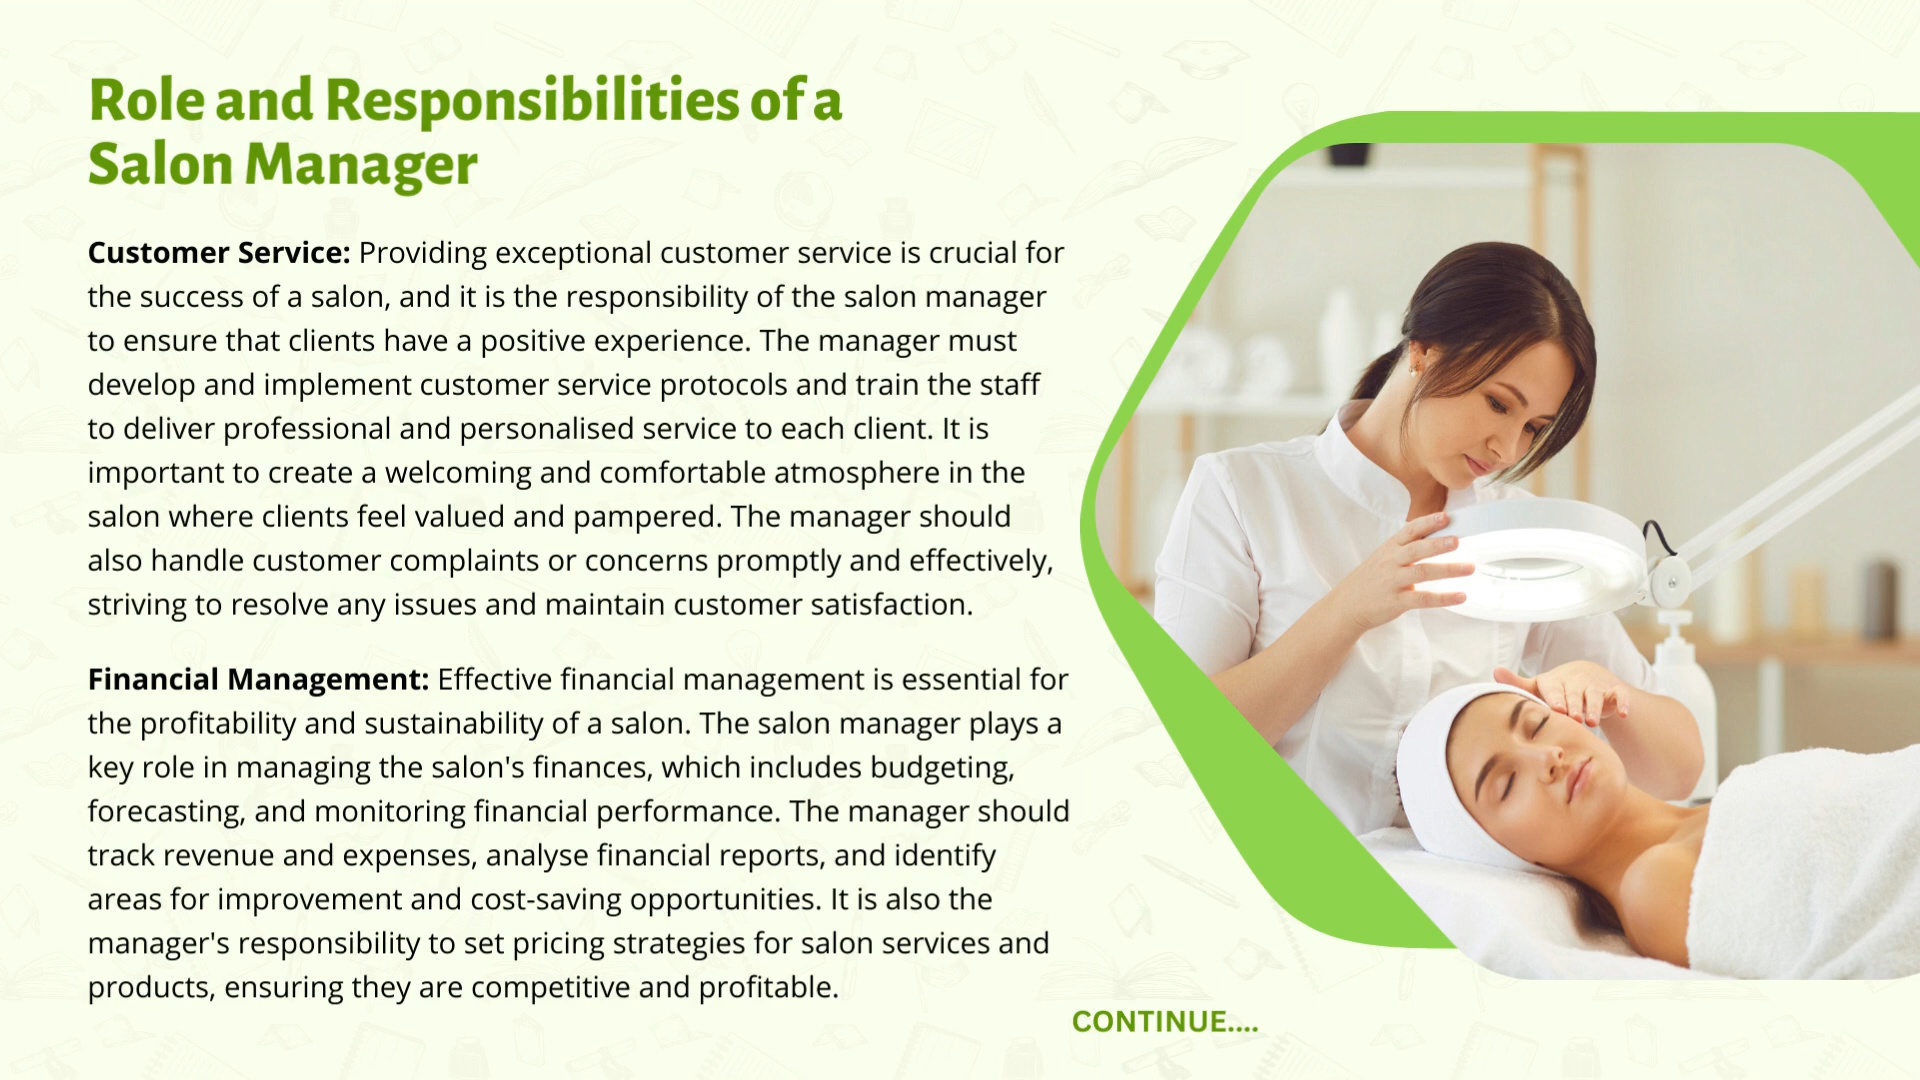 Role and Responsibilities of a
Salon Manager
Customer Service: Providing exceptional customer service is crucial for
the success of a salon, and it is the responsibility of the salon manager
to ensure that clients have a positive experience. The manager must
develop and implement customer service protocols and train the staff
to deliver professional and personalised service to each client. It is
important to create a welcoming and comfortable atmosphere in the
salon where clients feel valued and pampered. The manager should
also handle customer complaints or concerns promptly and effectively,
striving to resolve any issues and maintain customer satisfaction.
Financial Management: Effective financial management is essential for
the profitability and sustainability of a salon. The salon manager plays a
key role in managing the salon's finances, which includes budgeting,
forecasting, and monitoring financial performance. The manager should
track revenue and expenses, analyse financial reports, and identify
areas for improvement and cost-saving opportunities. It is also the
manager's responsibility to set pricing strategies for salon services and
products, ensuring they are competitive and profitable.
CONTINUE....